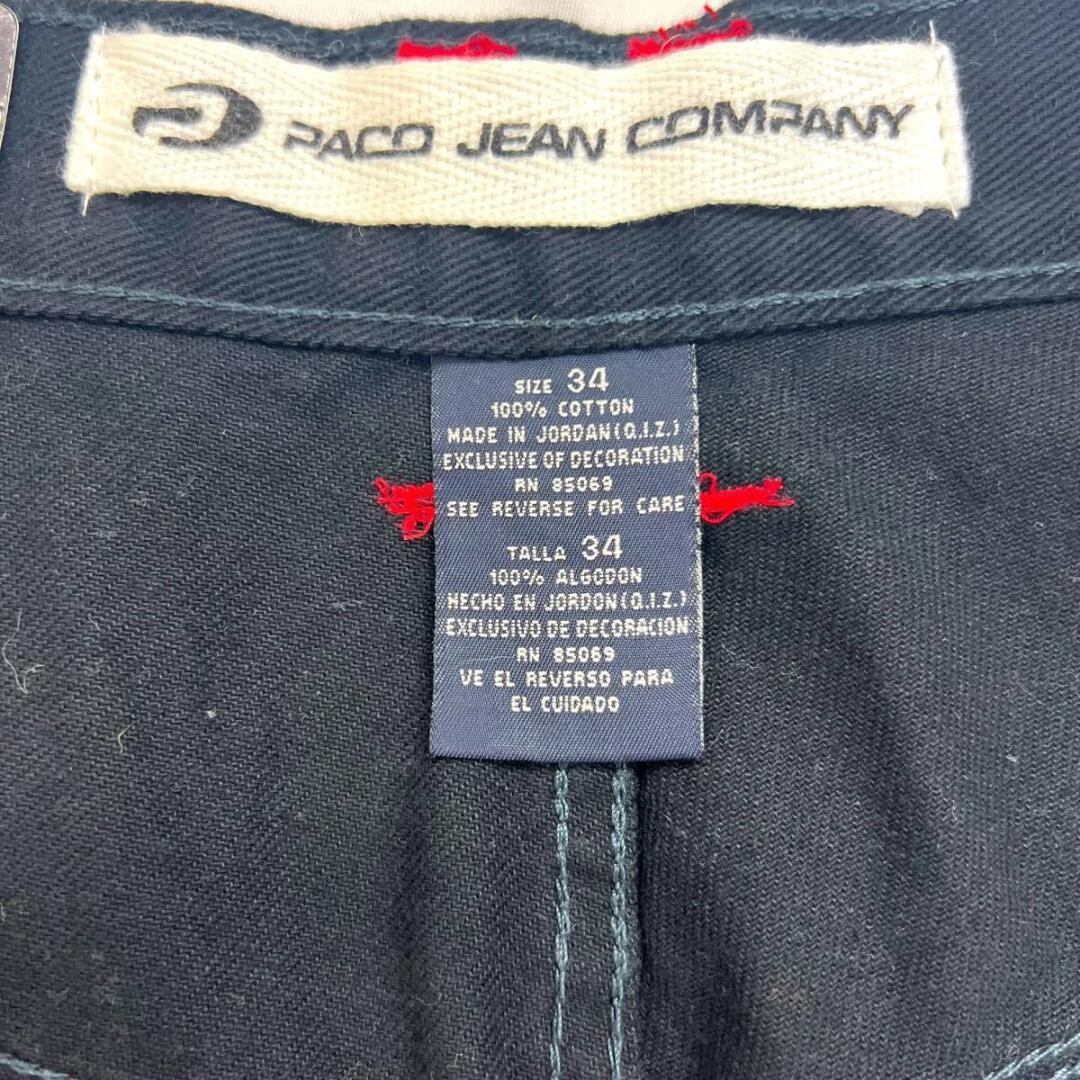 PACO JEAN COMPANY
SIZE 34
100% COTTON
MADE IN JORDAN (Q.I.Z.)
EXCLUSIVE OF DECORATION
RN 85069
SEE REVERSE FOR CARE
TALLA 34
100% ALGODON
HECHO EN JORDON (Q.I.Z.)
EXCLUSIVO DE DECORACION
RN 85069
VE EL REVERSO PARA
EL CUIDADO